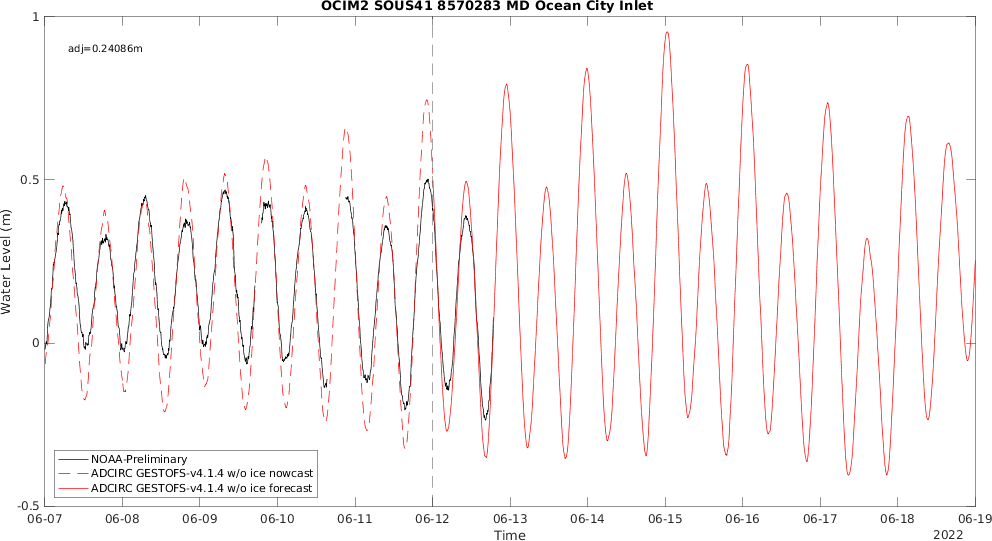 OCIM2 SOUS41 8570283 MD Ocean City Inlet
adj=0.24086m
1
0.5
0
-0.5
Water Level (m)
NOAA-Preliminary
ADCIRC GESTOFS-v4.1.4 w/o ice nowcast
ADCIRC GESTOFS-v4.1.4 w/o ice forecast
06-07 06-08 06-09 06-10 06-11 06-12 06-13 06-14 06-15 06-16 06-17 06-18 06-19
Time
2022